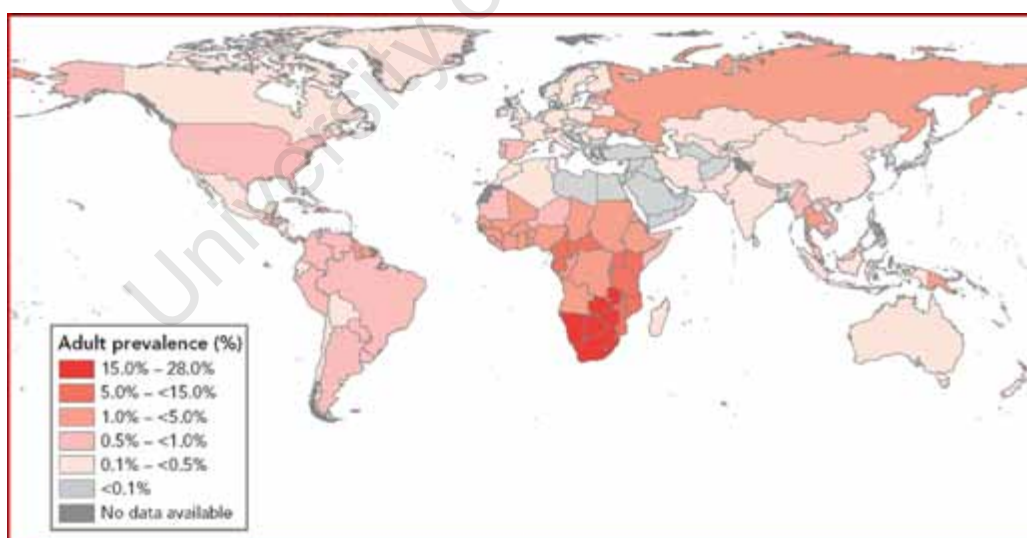 University o
Adult prevalence (%)
15.0% – 28.0%
5.0% – <15.0%
1.0% – <5.0%
0.5% – <1.0%
0.1% – <0.5%
<0.1%
No data available